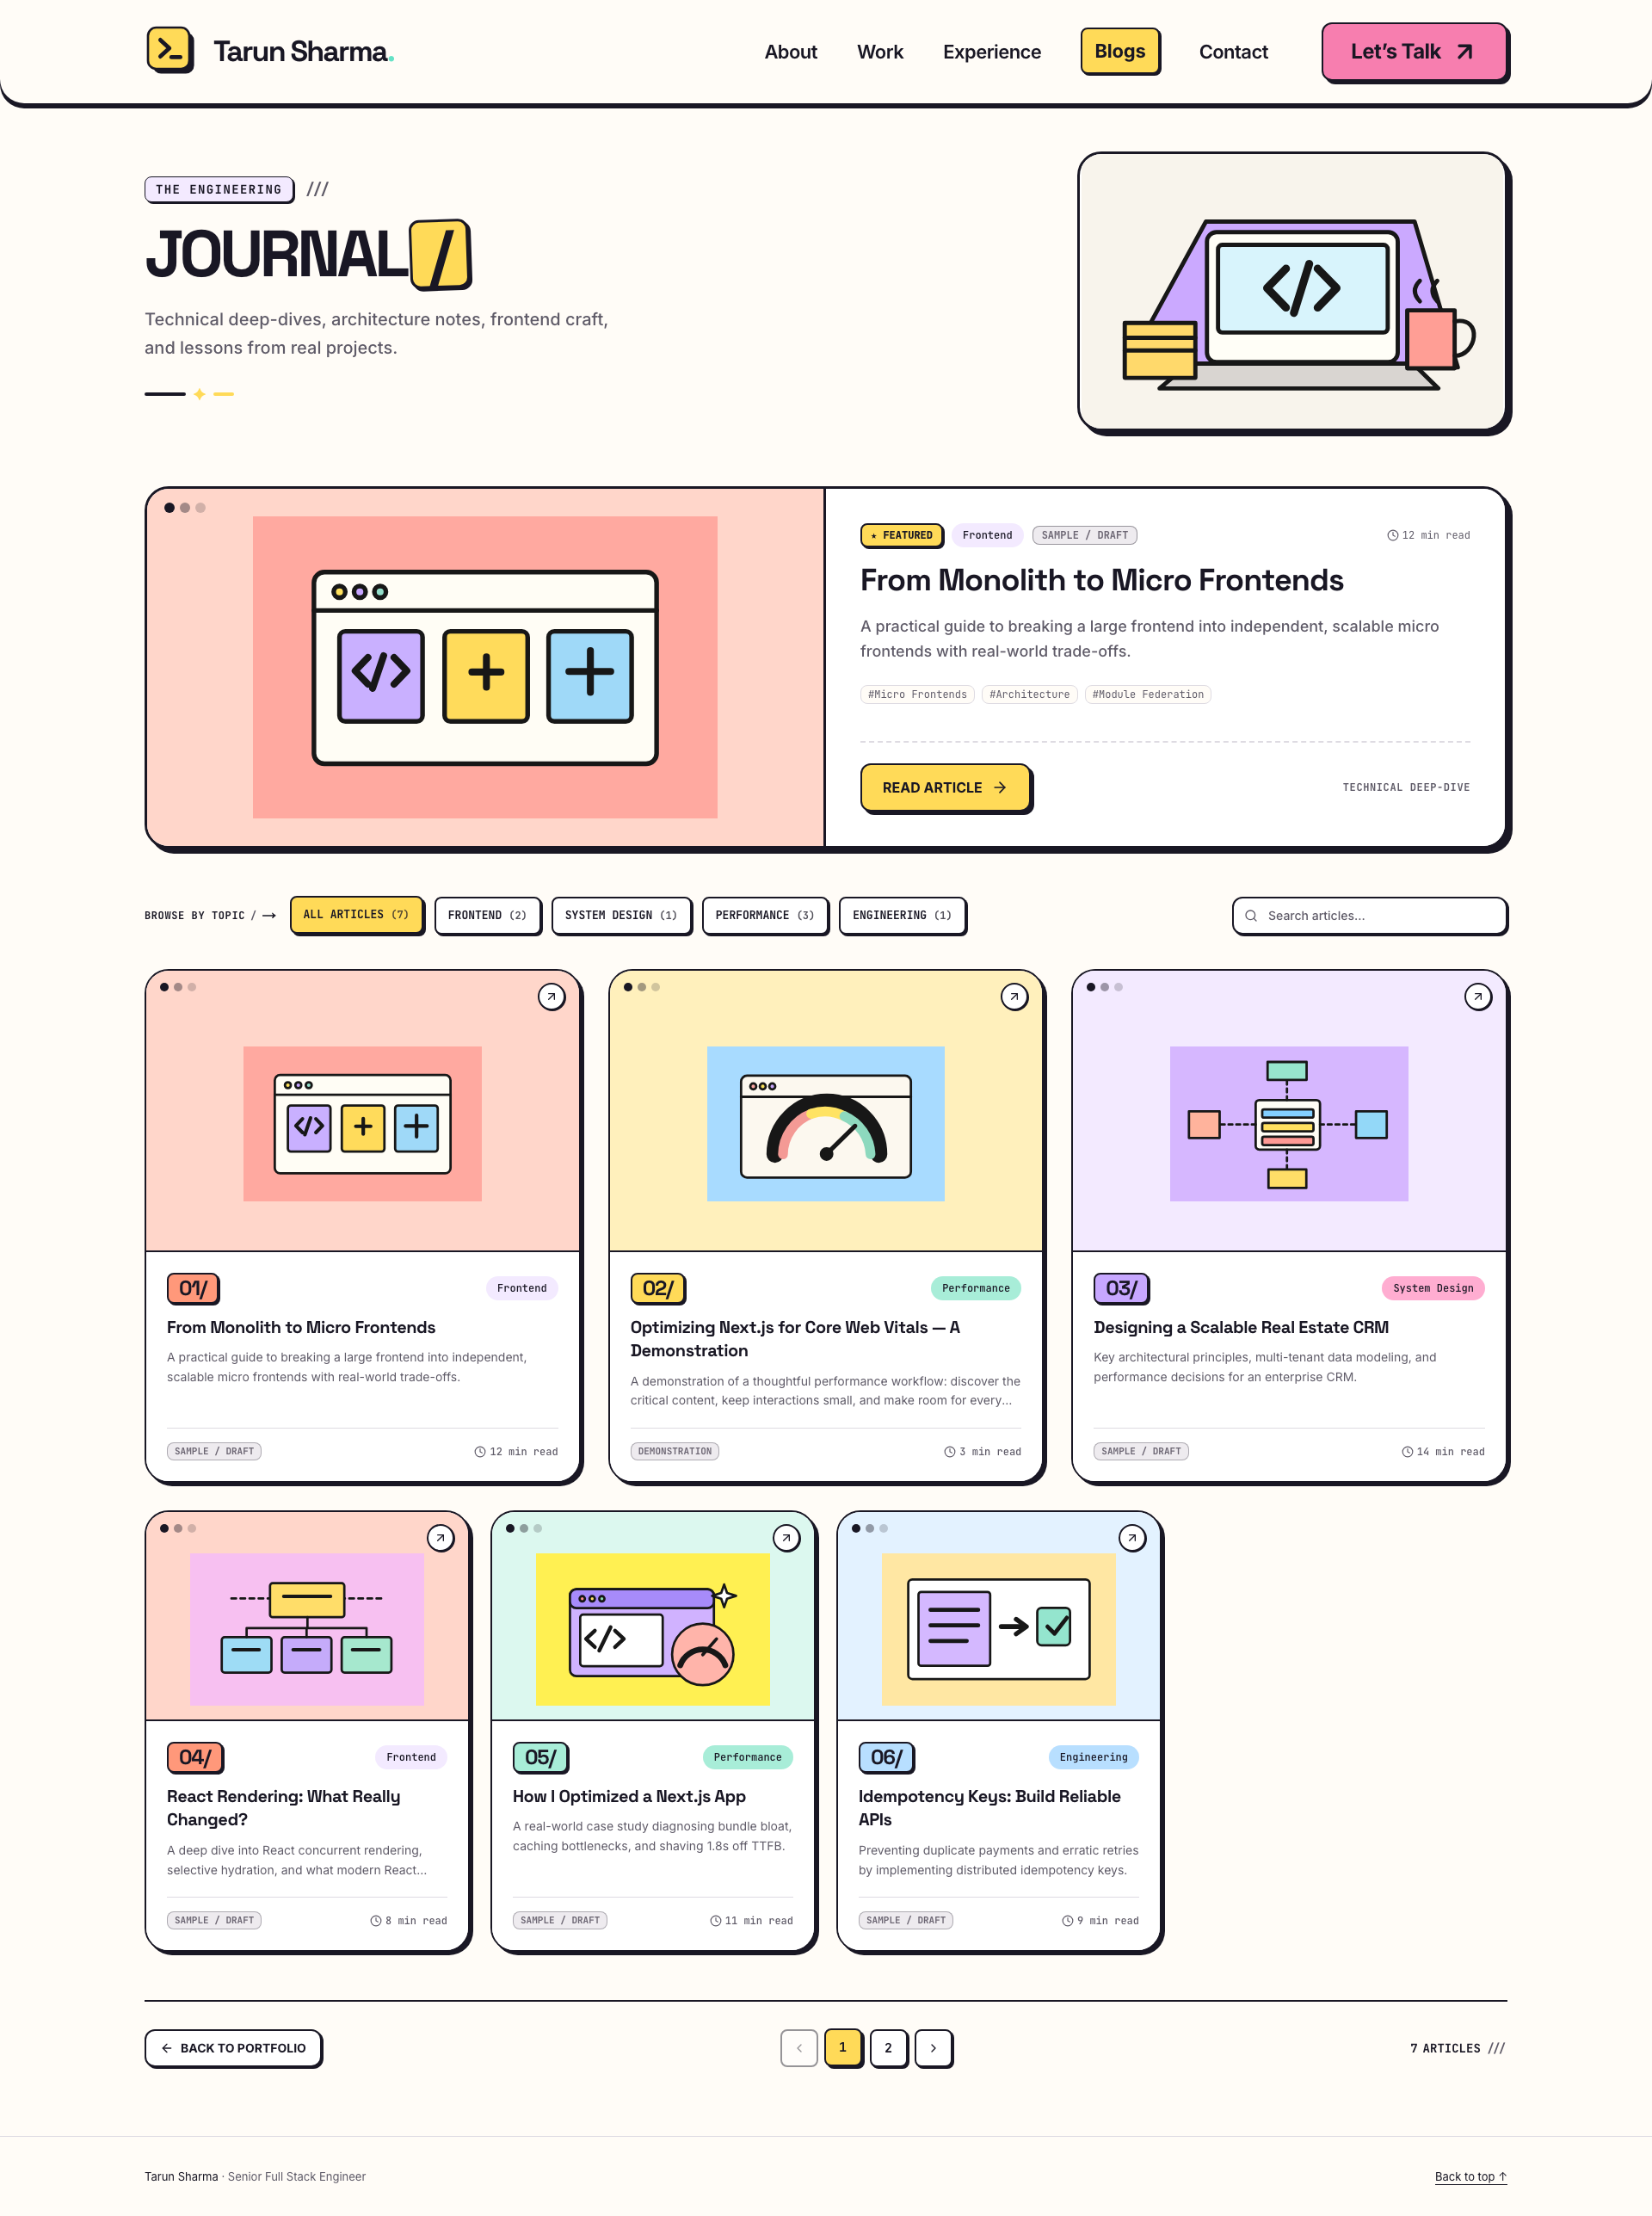 Tarun Sharma.
About
Work
Experience
Blogs
Contact
Let's Talk
THE ENGINEERING ///
JOURNAL/
Technical deep-dives, architecture notes, frontend craft,
and lessons from real projects.
★ FEATURED
Frontend
SAMPLE / DRAFT
12 min read
From Monolith to Micro Frontends
A practical guide to breaking a large frontend into independent, scalable micro
frontends with real-world trade-offs.
#Micro Frontends
#Architecture
#Module Federation
READ ARTICLE →
TECHNICAL DEEP-DIVE
BROWSE BY TOPIC / →
ALL ARTICLES (7)
FRONTEND (2)
SYSTEM DESIGN (1)
PERFORMANCE (3)
ENGINEERING (1)
Search articles...
01/
Frontend
From Monolith to Micro Frontends
A practical guide to breaking a large frontend into independent,
scalable micro frontends with real-world trade-offs.
SAMPLE / DRAFT
12 min read
02/
Performance
Optimizing Next.js for Core Web Vitals — A
Demonstration
A demonstration of a thoughtful performance workflow: discover the
critical content, keep interactions small, and make room for every...
DEMONSTRATION
3 min read
03/
System Design
Designing a Scalable Real Estate CRM
Key architectural principles, multi-tenant data modeling, and
performance decisions for an enterprise CRM.
SAMPLE / DRAFT
14 min read
04/
Frontend
React Rendering: What Really
Changed?
A deep dive into React concurrent rendering,
selective hydration, and what modern React...
SAMPLE / DRAFT
8 min read
05/
Performance
How I Optimized a Next.js App
A real-world case study diagnosing bundle bloat,
caching bottlenecks, and shaving 1.8s off TTFB.
SAMPLE / DRAFT
11 min read
06/
Engineering
Idempotency Keys: Build Reliable
APIs
Preventing duplicate payments and erratic retries
by implementing distributed idempotency keys.
SAMPLE / DRAFT
9 min read
← BACK TO PORTFOLIO
1
2
7 ARTICLES ///
Tarun Sharma · Senior Full Stack Engineer
Back to top ↑